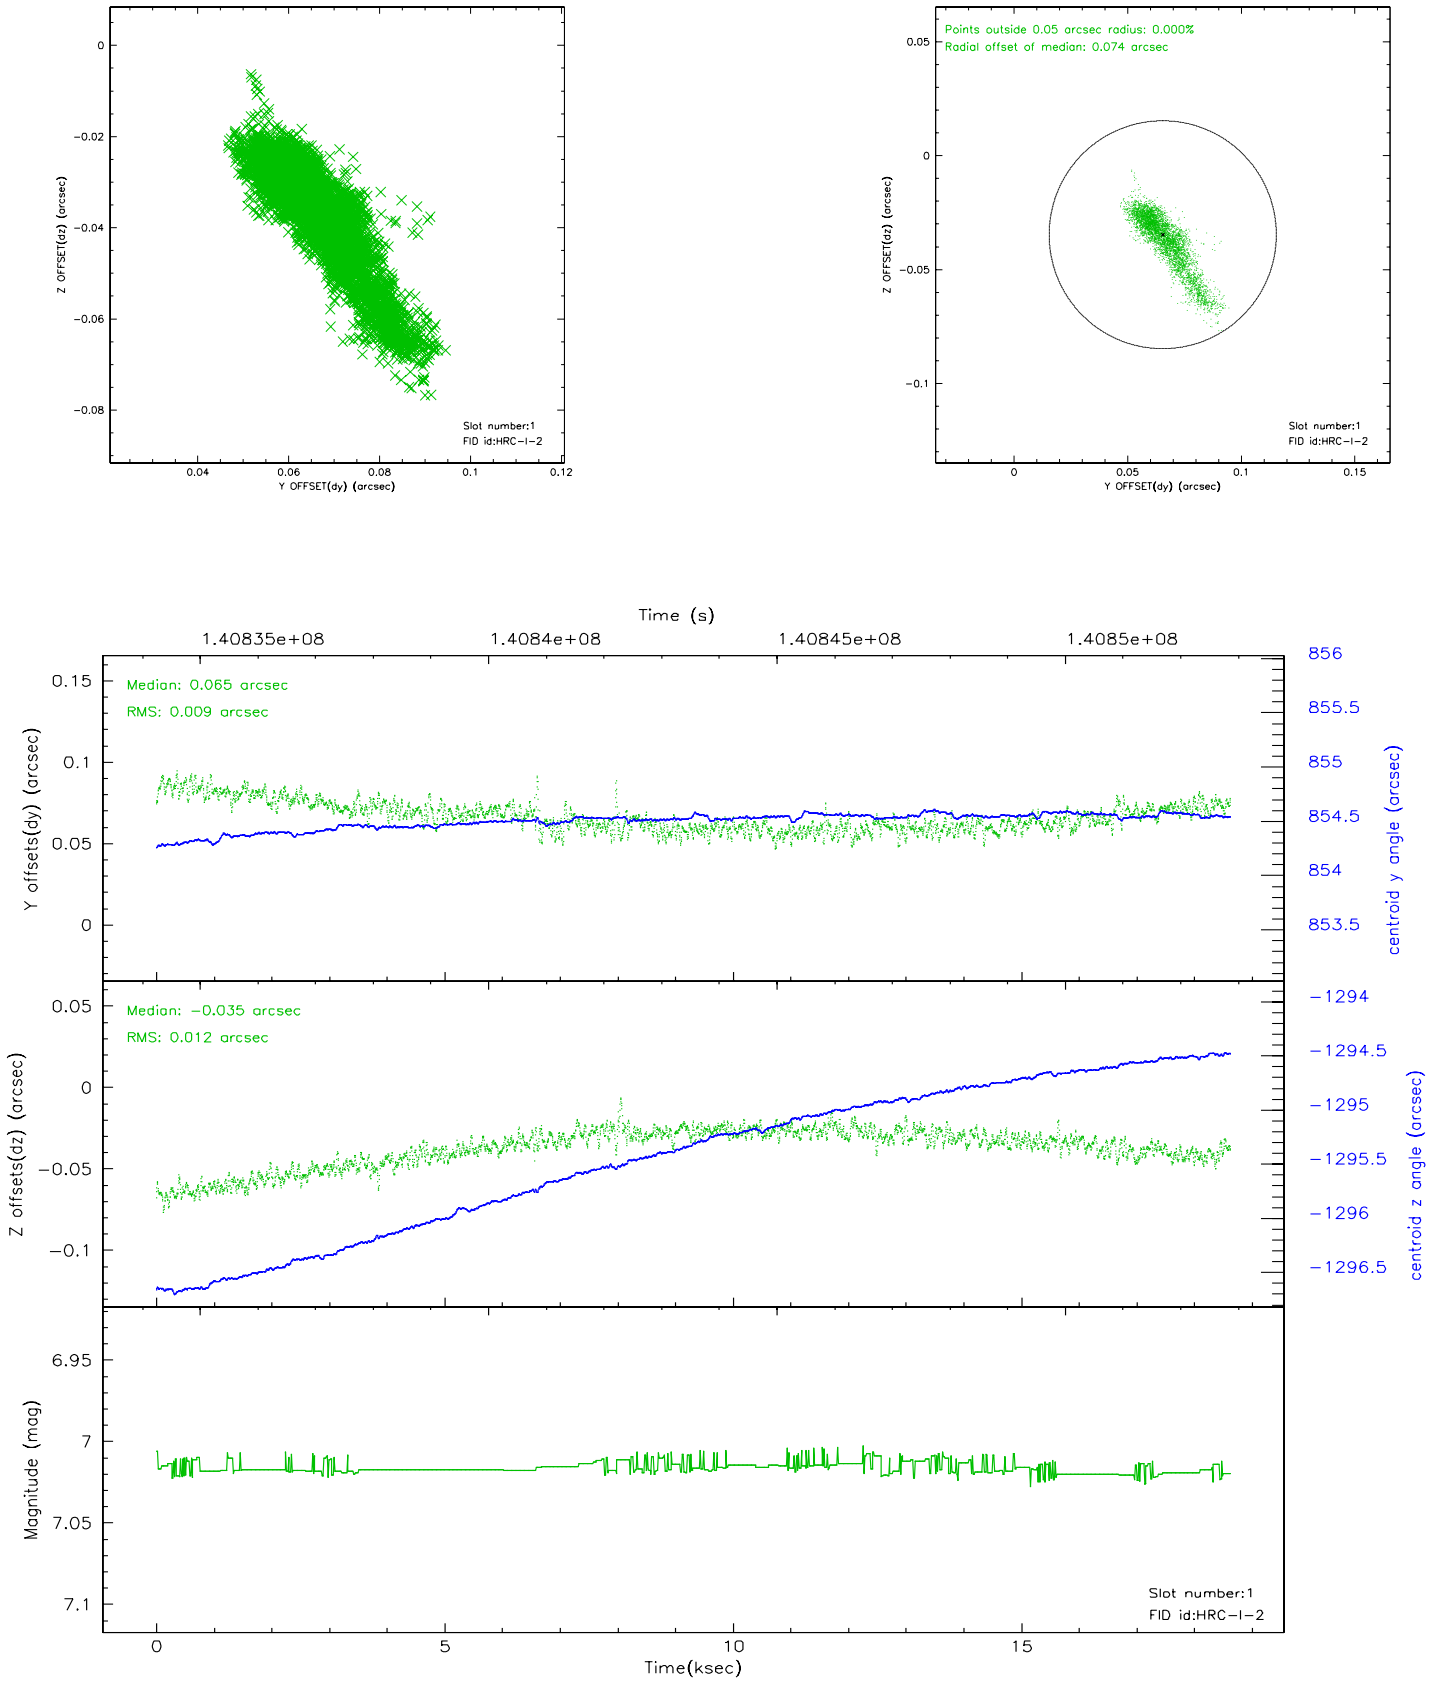 0
−0.02
−0.04
−0.06
−0.08
Z OFFSET(dz) (arcsec)
Slot number:1
FID id:HRC−I−2
0.04 0.06 0.08 0.1 0.12
Y OFFSET(dy) (arcsec)
Points outside 0.05 arcsec radius: 0.000%
Radial offset of median: 0.074 arcsec
0.05
0
−0.05
−0.1
Z OFFSET(dz) (arcsec)
Slot number:1
FID id:HRC−I−2
0 0.05 0.1 0.15
Y OFFSET(dy) (arcsec)
Time (s)
1.40835e+08 1.4084e+08 1.40845e+08 1.4085e+08
Median: 0.065 arcsec
RMS: 0.009 arcsec
0.15
0.1
0.05
0
Y offsets(dy) (arcsec)
856
855.5
855
854.5
854
853.5
centroid y angle (arcsec)
Median: −0.035 arcsec
RMS: 0.012 arcsec
0.05
0
−0.05
−0.1
Z offsets(dz) (arcsec)
−1294
−1294.5
−1295
−1295.5
−1296
−1296.5
centroid z angle (arcsec)
6.95
7
7.05
7.1
Magnitude (mag)
Slot number:1
FID id:HRC−I−2
0 5 10 15
Time(ksec)